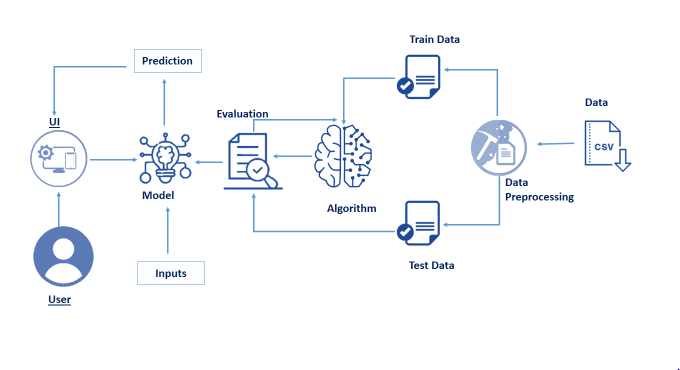 Train Data
Prediction
Data
UI
Evaluation
CSV
Model
Algorithm
Data
Preprocessing
Inputs
Test Data
User